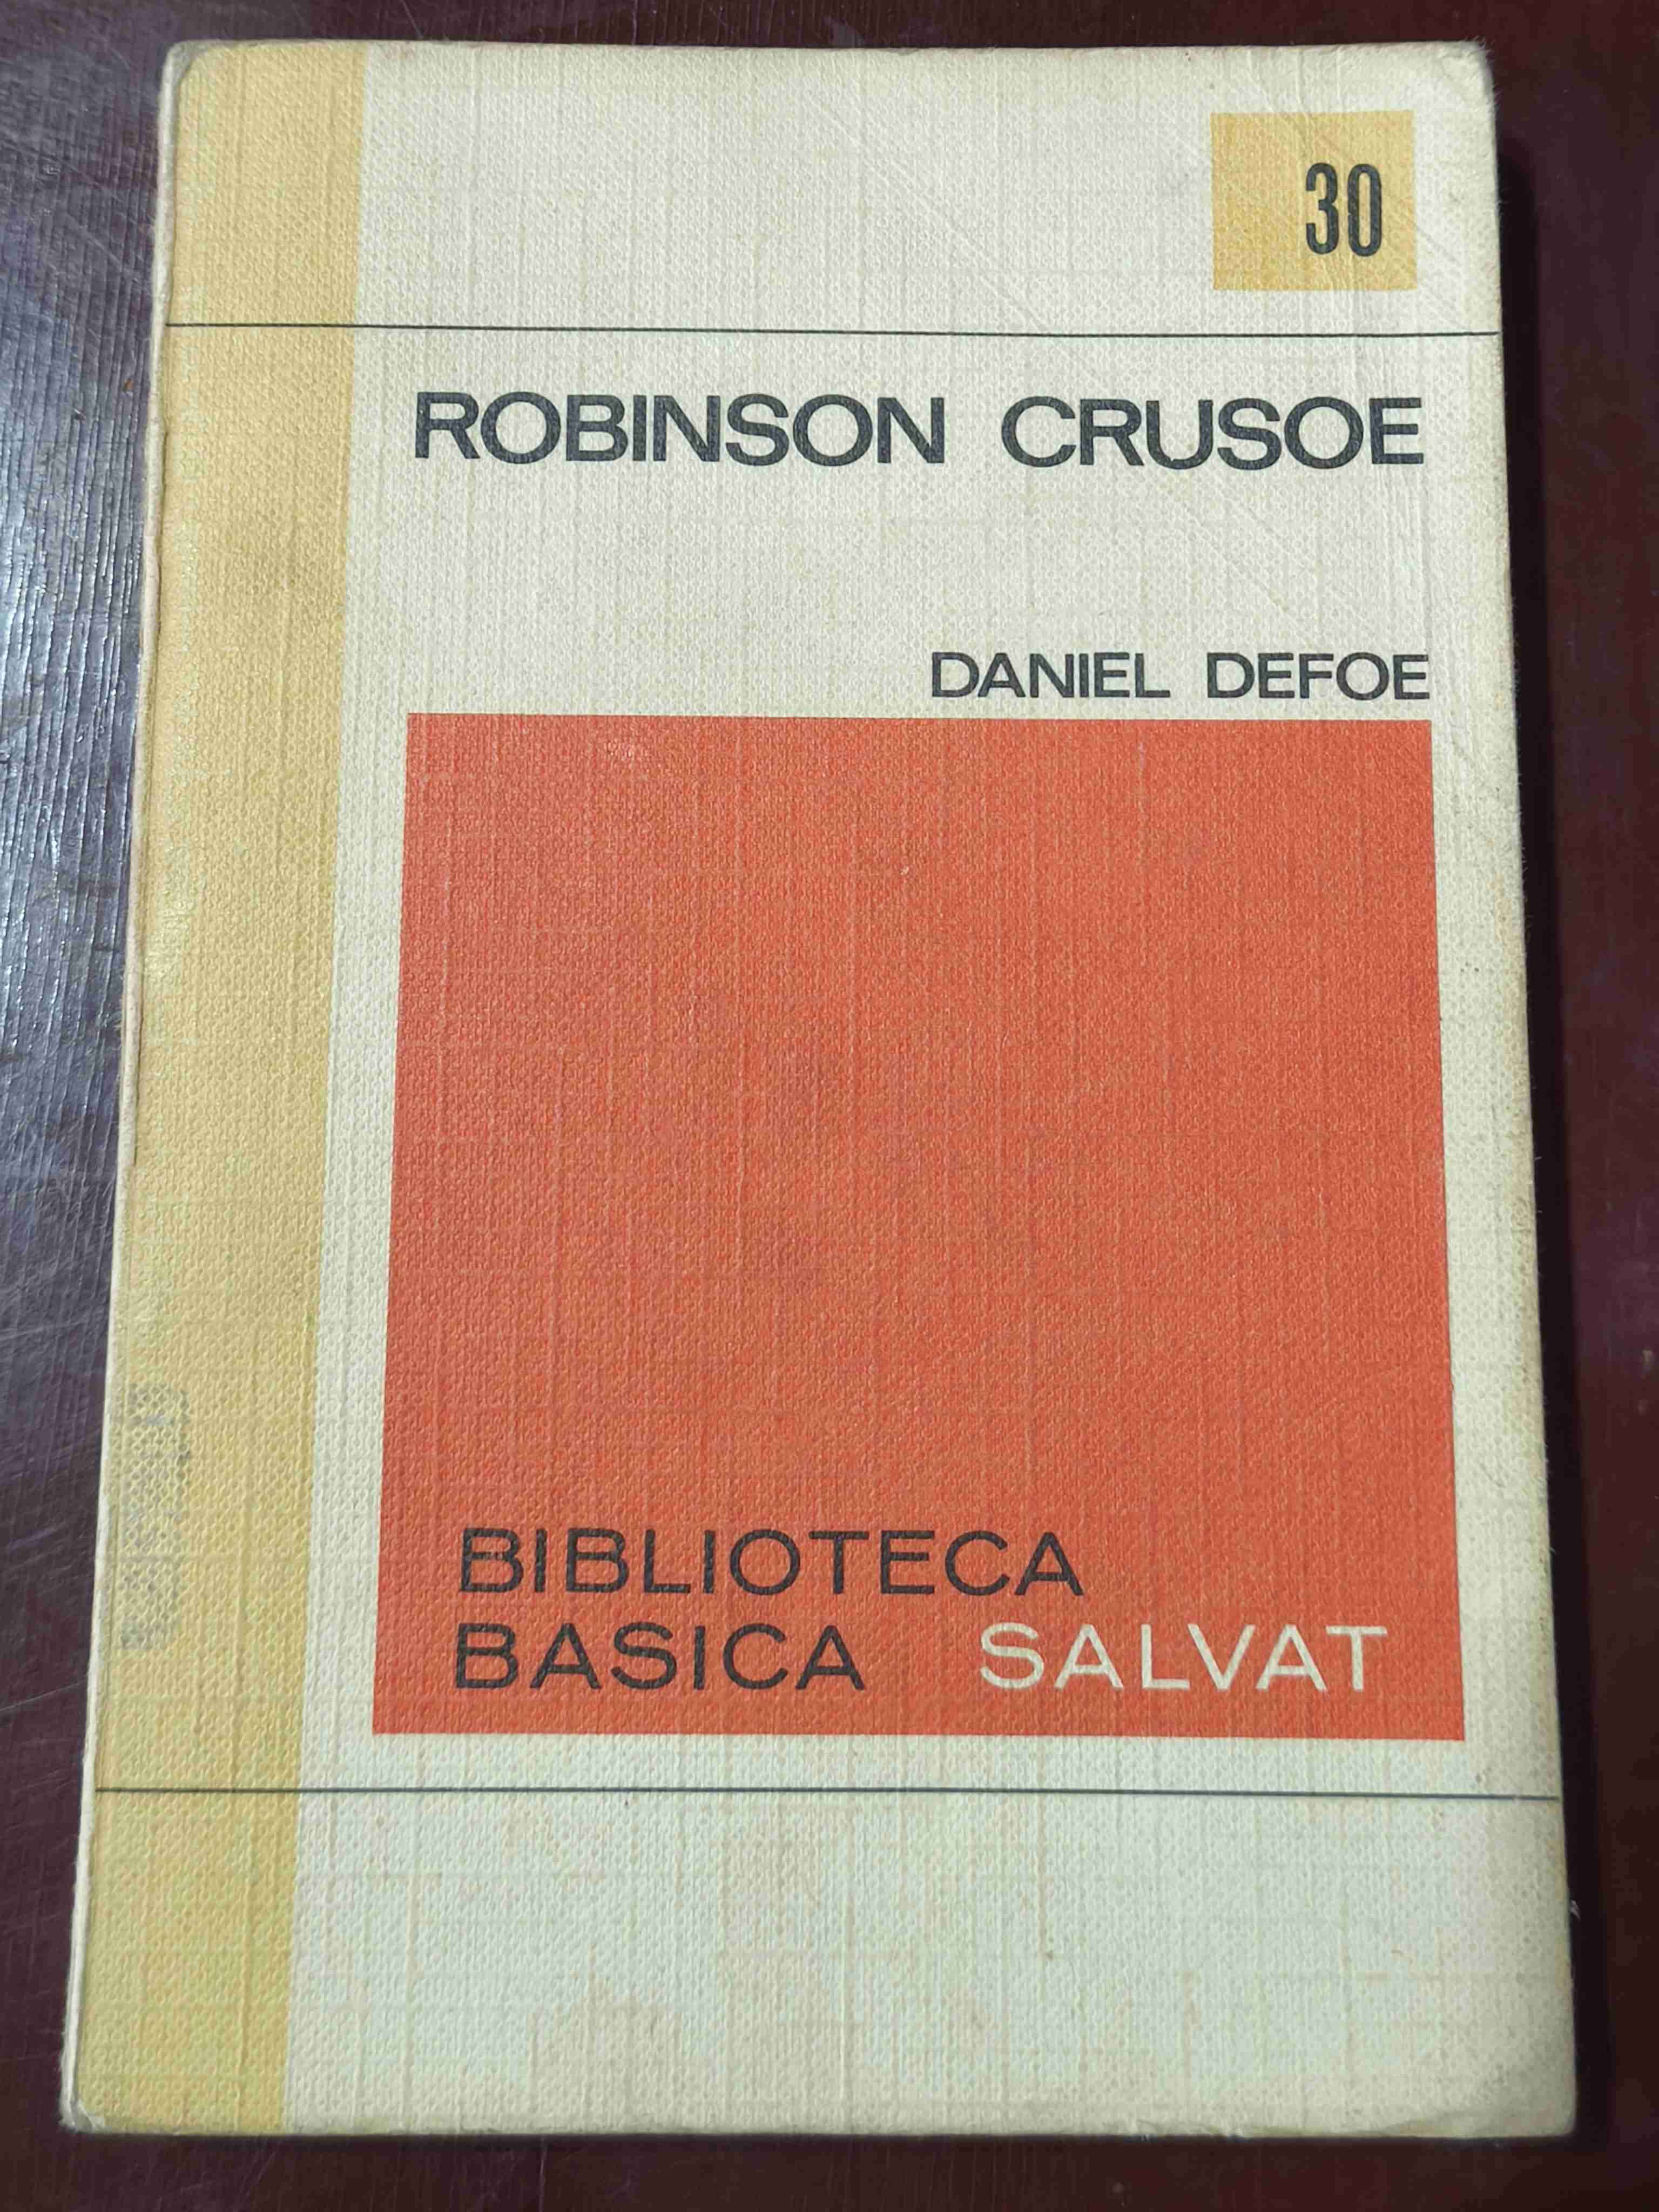 30
ROBINSON CRUSOE
DANIEL DEFOE
BIBLIOTECA
BASICA SALVAT